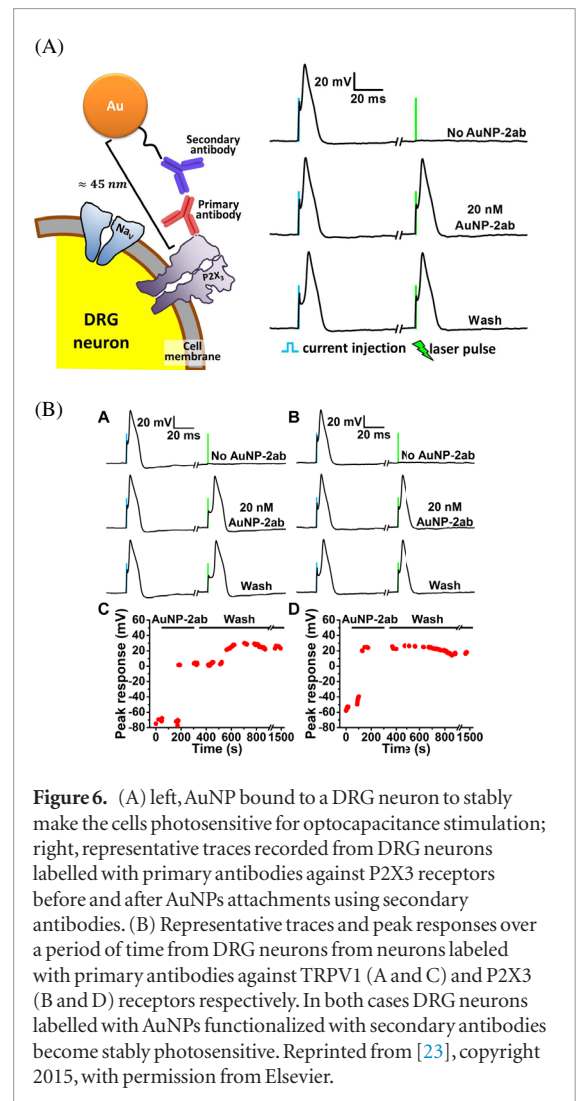 (A)
Au
Secondary
antibody
≈ 45 nm
Primary
antibody
Nav
P2X3
DRG
neuron
Cell
membrane
20 mV
20 ms
No AuNP-2ab
20 nM
AuNP-2ab
Wash
current injection
laser pulse
(B)
A
20 mV
20 ms
No AuNP-2ab
20 nM
AuNP-2ab
Wash
B
20 mV
20 ms
No AuNP-2ab
20 nM
AuNP-2ab
Wash
C
AuNP-2ab
Wash
Peak response (mV)
60
40
20
0
-20
-40
-60
-80
0 200 400 600 800 1500
Time (s)
D
AuNP-2ab
Wash
Peak response (mV)
60
40
20
0
-20
-40
-60
-80
0 200 400 600 800 1500
Time (s)
Figure 6. (A) left, AuNP bound to a DRG neuron to stably
make the cells photosensitive for optocapacitance stimulation;
right, representative traces recorded from DRG neurons
labelled with primary antibodies against P2X3 receptors
before and after AuNPs attachments using secondary
antibodies. (B) Representative traces and peak responses over
a period of time from DRG neurons from neurons labeled
with primary antibodies against TRPV1 (A and C) and P2X3
(B and D) receptors respectively. In both cases DRG neurons
labelled with AuNPs functionalized with secondary antibodies
become stably photosensitive. Reprinted from [23], copyright
2015, with permission from Elsevier.